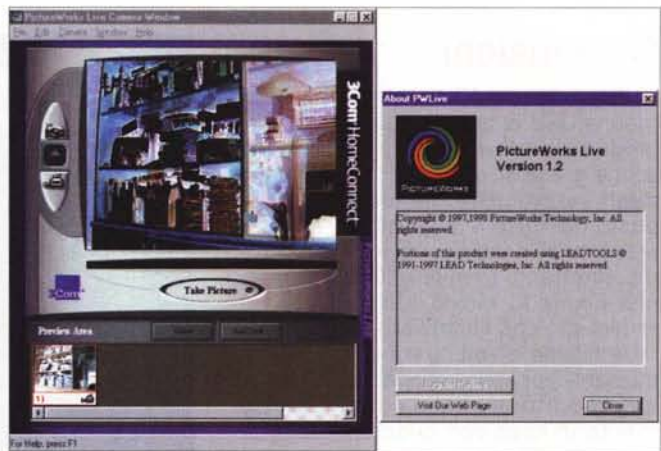 PictureWorks Live Camera Window
File Edit Camera Window Help
3Com HomeConnect
3Com
Take Picture
Preview Area
1)
For Help, press F1
About PWLive
PICTUREWORKS
PictureWorks Live
Version 1.2
Copyright © 1997,1998 PictureWorks Technology, Inc. All
rights reserved.
Portions of this product were created using LEADTOOLS ©
1991-1997 LEAD Technologies, Inc. All rights reserved.
Visit Our Web Page
Close